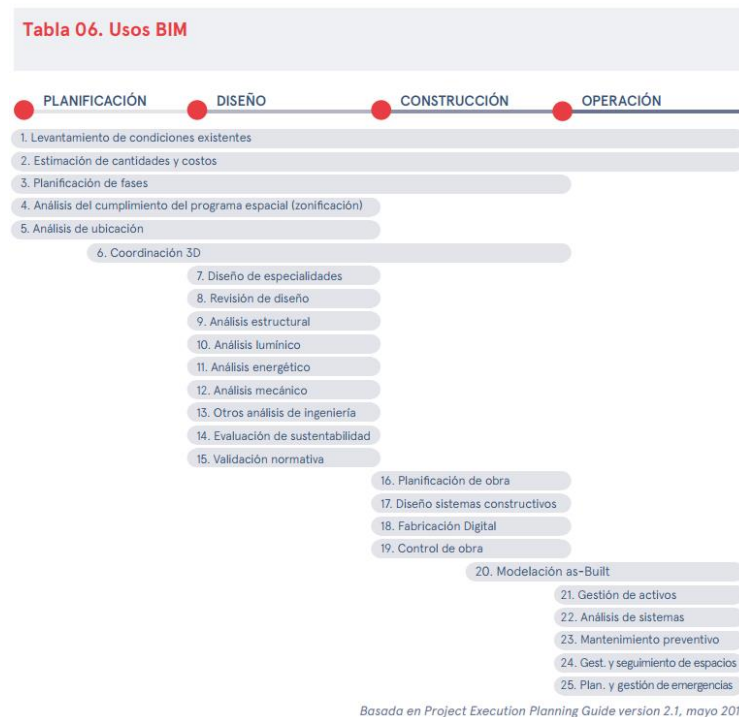 Tabla 06. Usos BIM
PLANIFICACIÓN DISEÑO CONSTRUCCIÓN OPERACIÓN
1. Levantamiento de condiciones existentes
2. Estimación de cantidades y costos
3. Planificación de fases
4. Análisis del cumplimiento del programa espacial (zonificación)
5. Análisis de ubicación
6. Coordinación 3D
7. Diseño de especialidades
8. Revisión de diseño
9. Análisis estructural
10. Análisis lumínico
11. Análisis energético
12. Análisis mecánico
13. Otros análisis de ingeniería
14. Evaluación de sustentabilidad
15. Validación normativa
16. Planificación de obra
17. Diseño sistemas constructivos
18. Fabricación Digital
19. Control de obra
20. Modelación as-Built
21. Gestión de activos
22. Análisis de sistemas
23. Mantenimiento preventivo
24. Gest. y seguimiento de espacios
25. Plan. y gestión de emergencias
Basada en Project Execution Planning Guide version 2.1, mayo 201